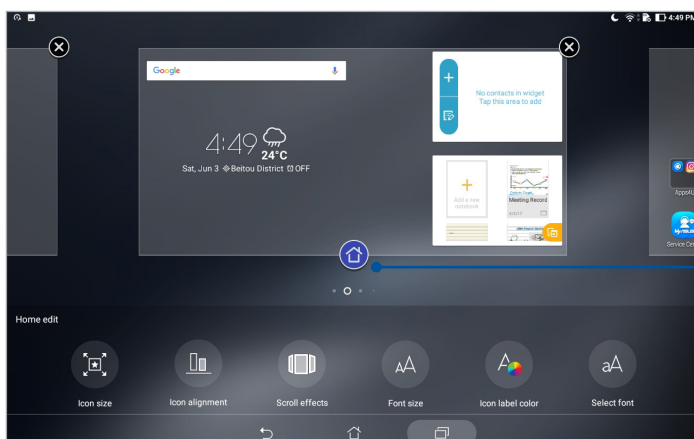 4:49 PM
Google
No contacts in widget
Tap this area to add
4:49
24°C
Sat, Jun 3 Beitou District OFF
Add a new
notebook
Meeting Record
Apps4U
Service Cen
Home edit
Icon size
Icon alignment
Scroll effects
Font size
Icon label color
Select font